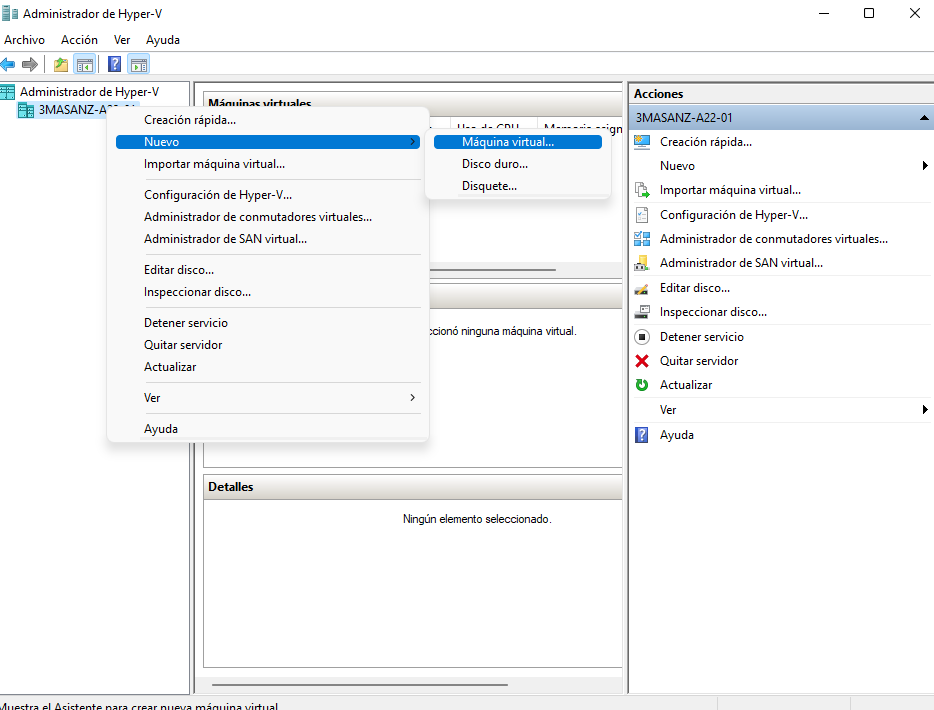 Administrador de Hyper-V
Archivo Acción Ver Ayuda
Administrador de Hyper-V
3MASANZ-A22-01
Máquinas virtuales
Uso de CPU Memoria asign
Creación rápida...
Nuevo
Importar máquina virtual...
Configuración de Hyper-V...
Administrador de conmutadores virtuales...
Administrador de SAN virtual...
Editar disco...
Inspeccionar disco...
Detener servicio
Quitar servidor
Actualizar
Ver
Ayuda
Máquina virtual...
Disco duro...
Disquete...
ccionó ninguna máquina virtual.
Detalles
Ningún elemento seleccionado.
Acciones
3MASANZ-A22-01
Creación rápida...
Nuevo
Importar máquina virtual...
Configuración de Hyper-V...
Administrador de conmutadores virtuales...
Administrador de SAN virtual...
Editar disco...
Inspeccionar disco...
Detener servicio
Quitar servidor
Actualizar
Ver
Ayuda
Muestra el Asistente para crear nueva máquina virtual.